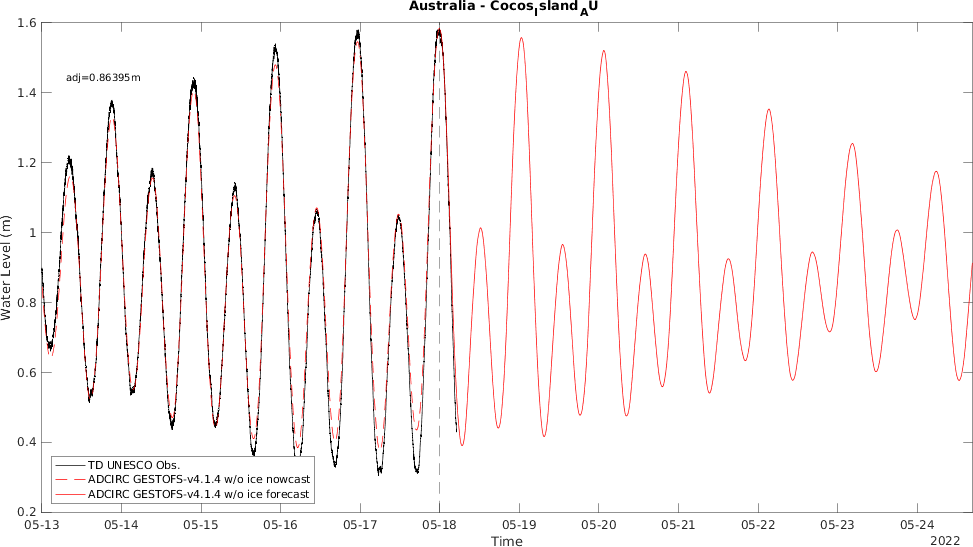 Australia - Cocos_Island_AU
1.6
adj=0.86395m
1.4
1.2
1
0.8
0.6
0.4
0.2
Water Level (m)
TD UNESCO Obs.
ADCIRC GESTOFS-v4.1.4 w/o ice nowcast
ADCIRC GESTOFS-v4.1.4 w/o ice forecast
05-13 05-14 05-15 05-16 05-17 05-18 05-19 05-20 05-21 05-22 05-23 05-24
Time
2022